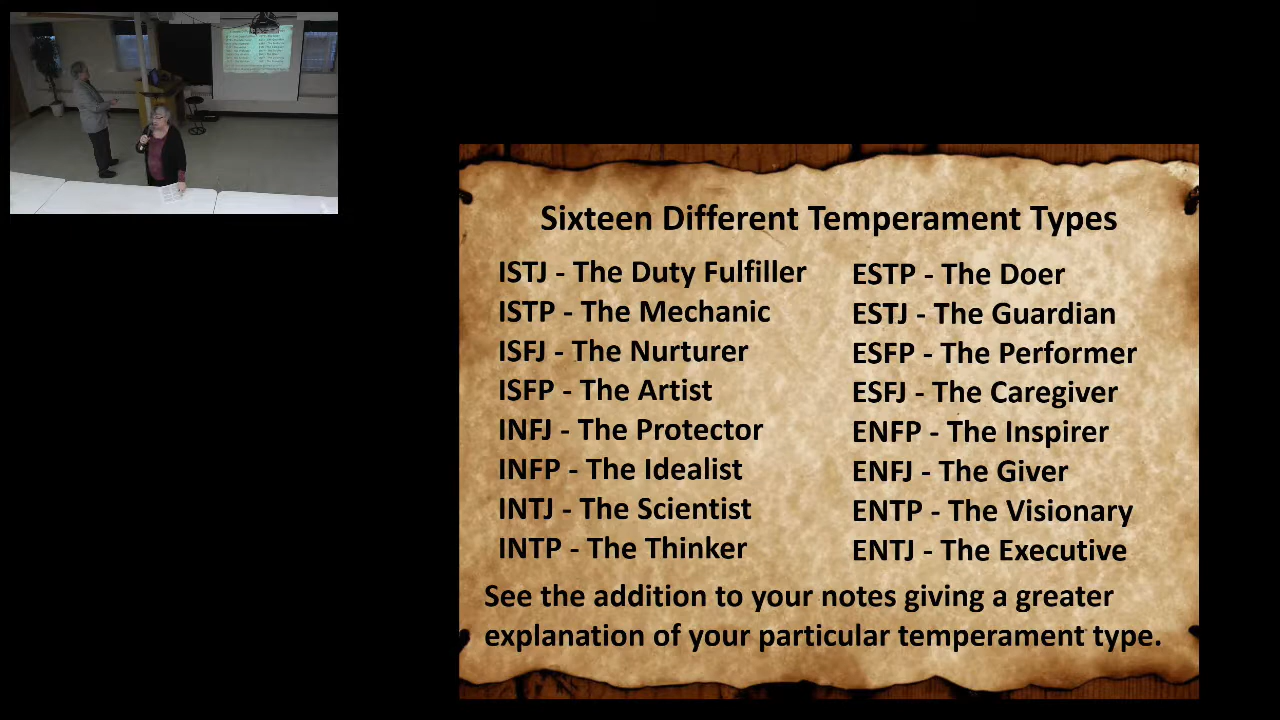 Sixteen Different Temperament Types
ISTJ - The Duty Fulfiller
ISTP - The Mechanic
ISFJ - The Nurturer
ISFP - The Artist
INFJ - The Protector
INFP - The Idealist
INTJ - The Scientist
INTP - The Thinker
ESTP - The Doer
ESTJ - The Guardian
ESFP - The Performer
ESFJ - The Caregiver
ENFP - The Inspirer
ENFJ - The Giver
ENTP - The Visionary
ENTJ - The Executive
See the addition to your notes giving a greater
explanation of your particular temperament type.